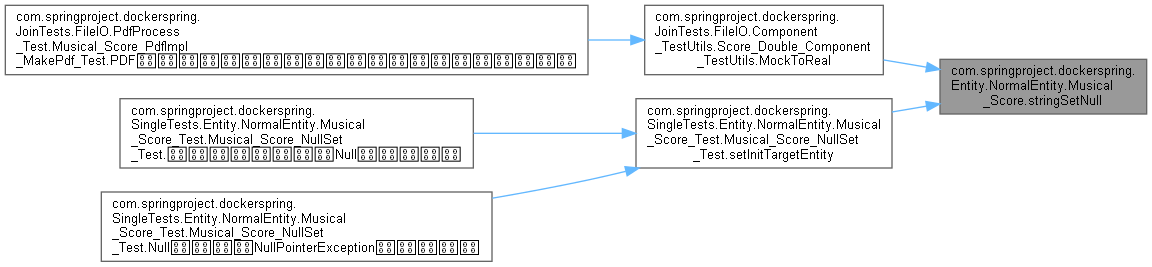 com.springproject.dockerspring.
JoinTests.FileIO.PdfProcess
_Test.Musical_Score_PdfImpl
_MakePdf_Test.PDF
com.springproject.dockerspring.
JoinTests.FileIO.Component
_TestUtils.Score_Double_Component
_TestUtils.MockToReal
com.springproject.dockerspring.
Entity.NormalEntity.Musical
_Score.stringSetNull
com.springproject.dockerspring.
SingleTests.Entity.NormalEntity.Musical
_Score_Test.Musical_Score_NullSet
_Test.
Null
com.springproject.dockerspring.
SingleTests.Entity.NormalEntity.Musical
_Score_Test.Musical_Score_NullSet
_Test.setInitTargetEntity
com.springproject.dockerspring.
SingleTests.Entity.NormalEntity.Musical
_Score_Test.Musical_Score_NullSet
_Test.Null
NullPointerException